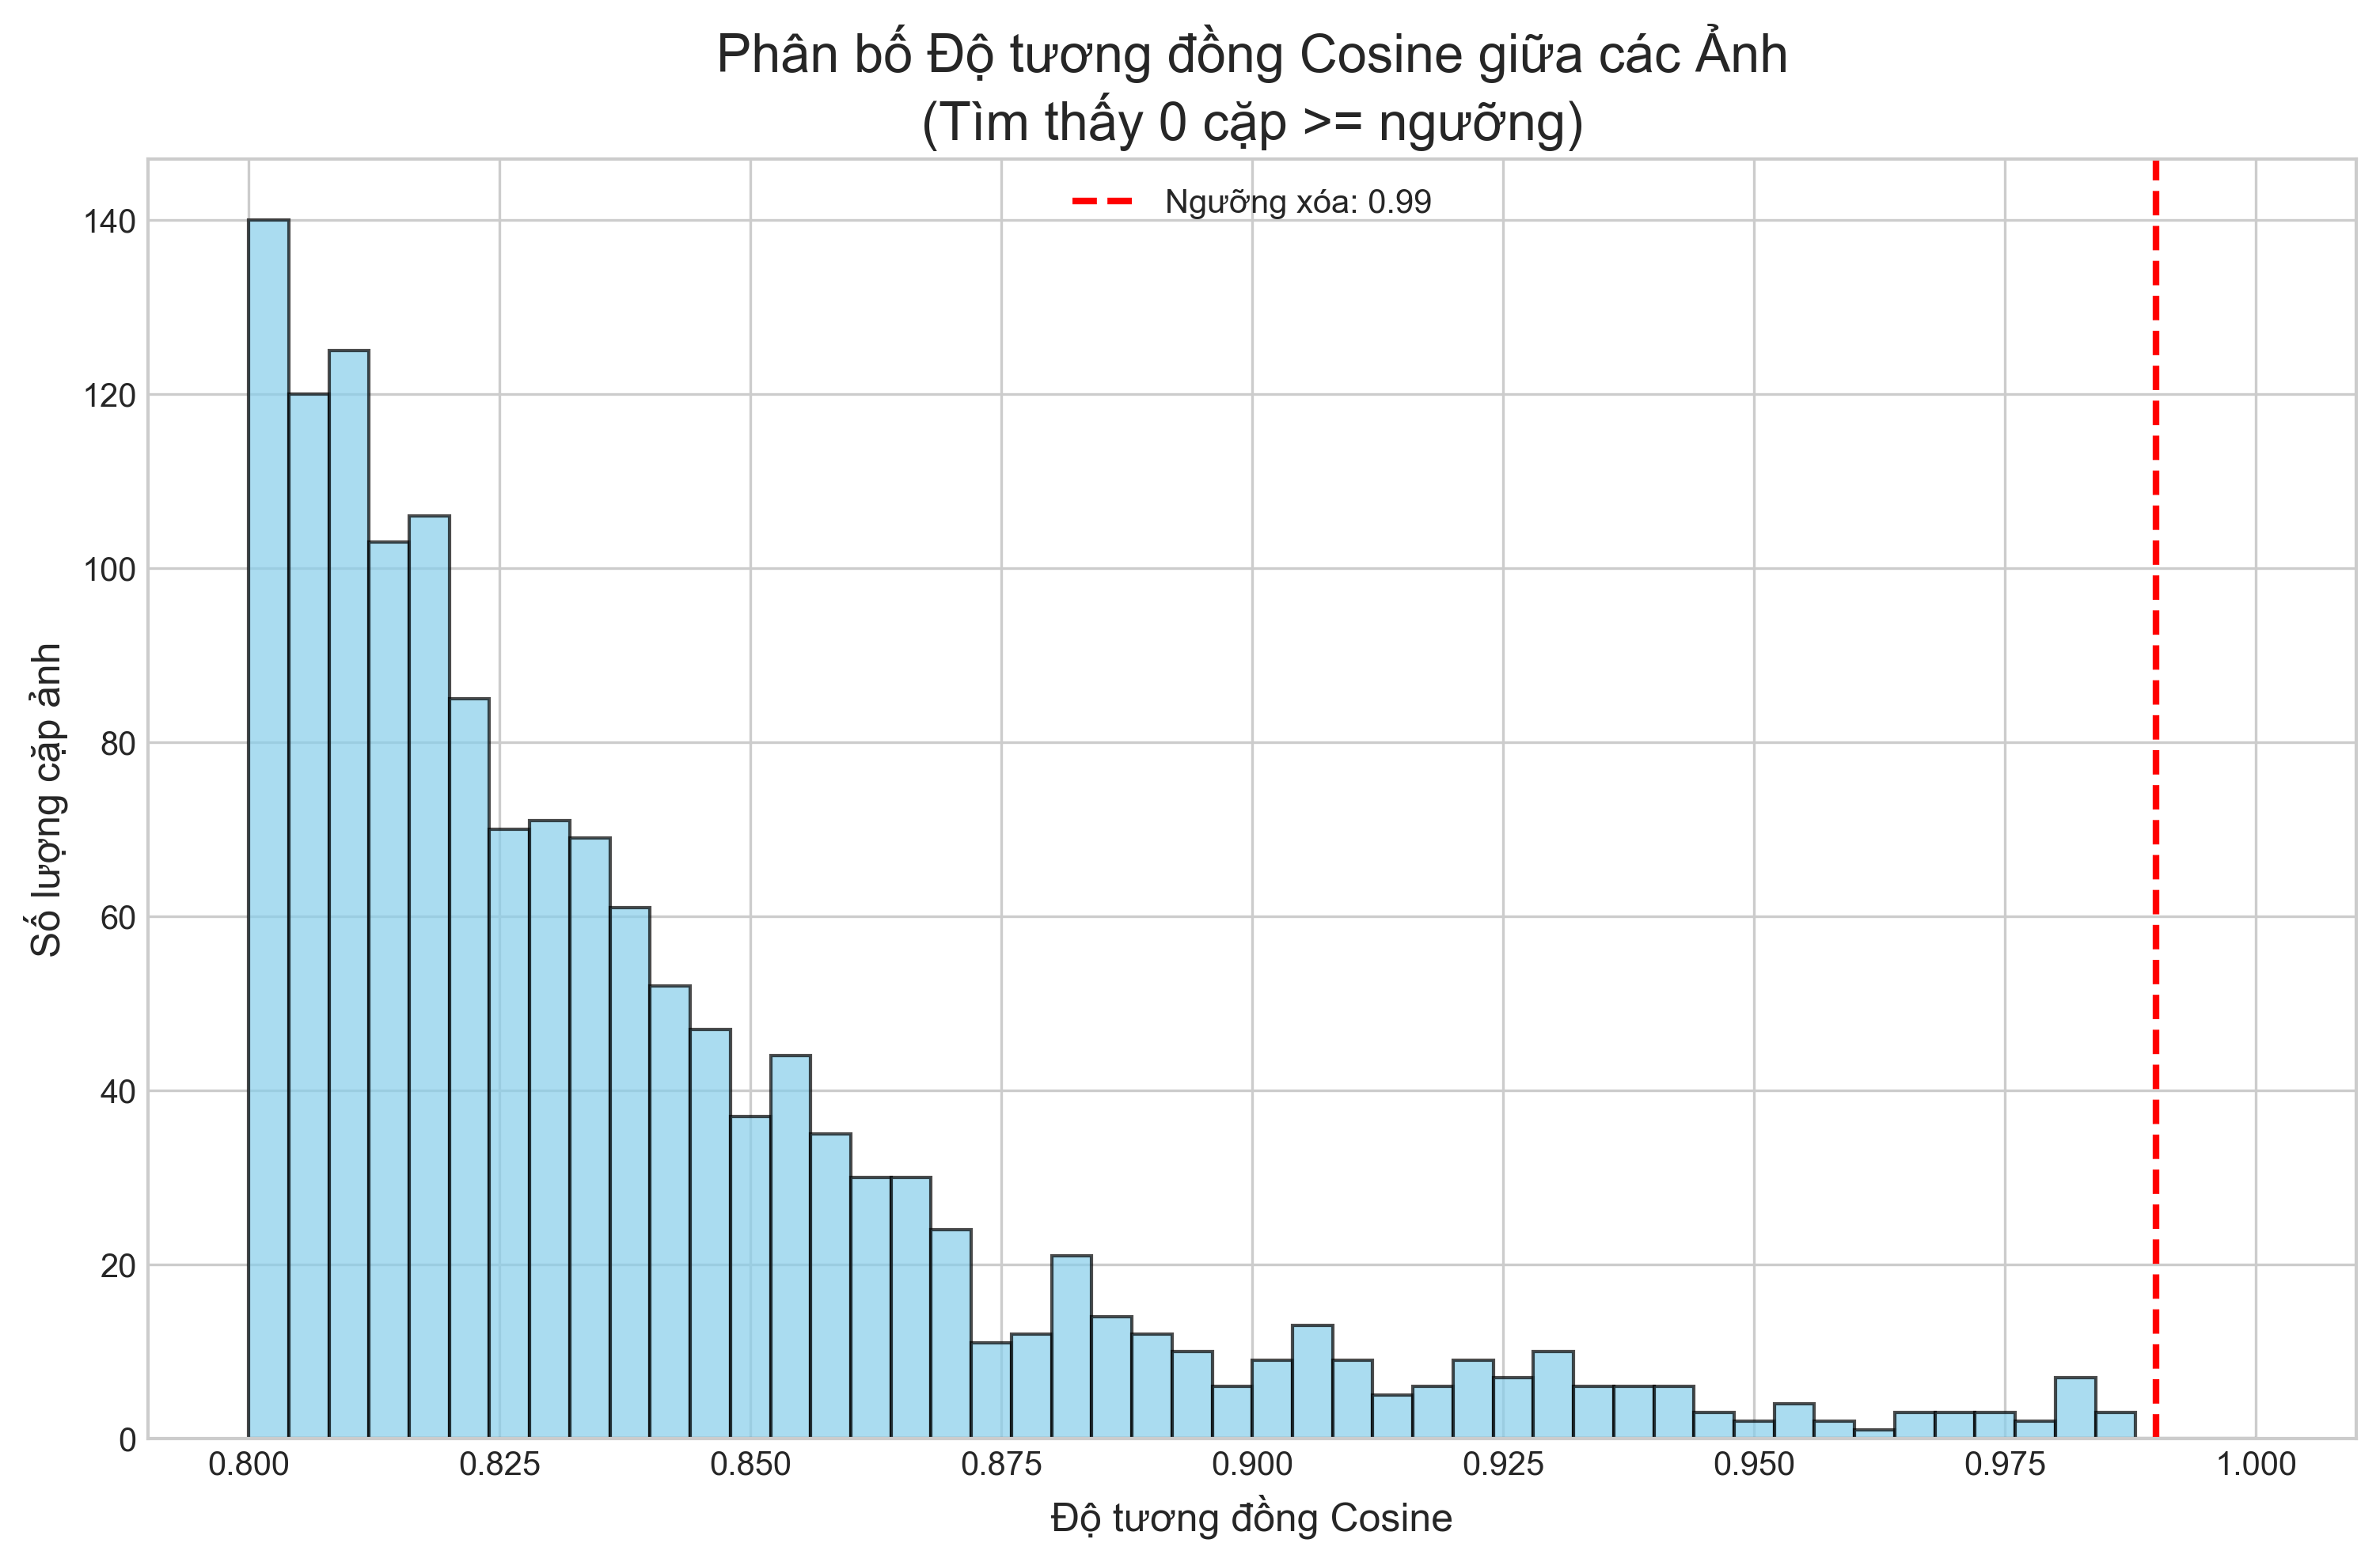 Phân bố Độ tương đồng Cosine giữa các Ảnh
(Tìm thấy 0 cặp >= ngưỡng)
Ngưỡng xóa: 0.99
140
120
100
80
60
40
20
0
Số lượng cặp ảnh
0.800 0.825 0.850 0.875 0.900 0.925 0.950 0.975 1.000
Độ tương đồng Cosine